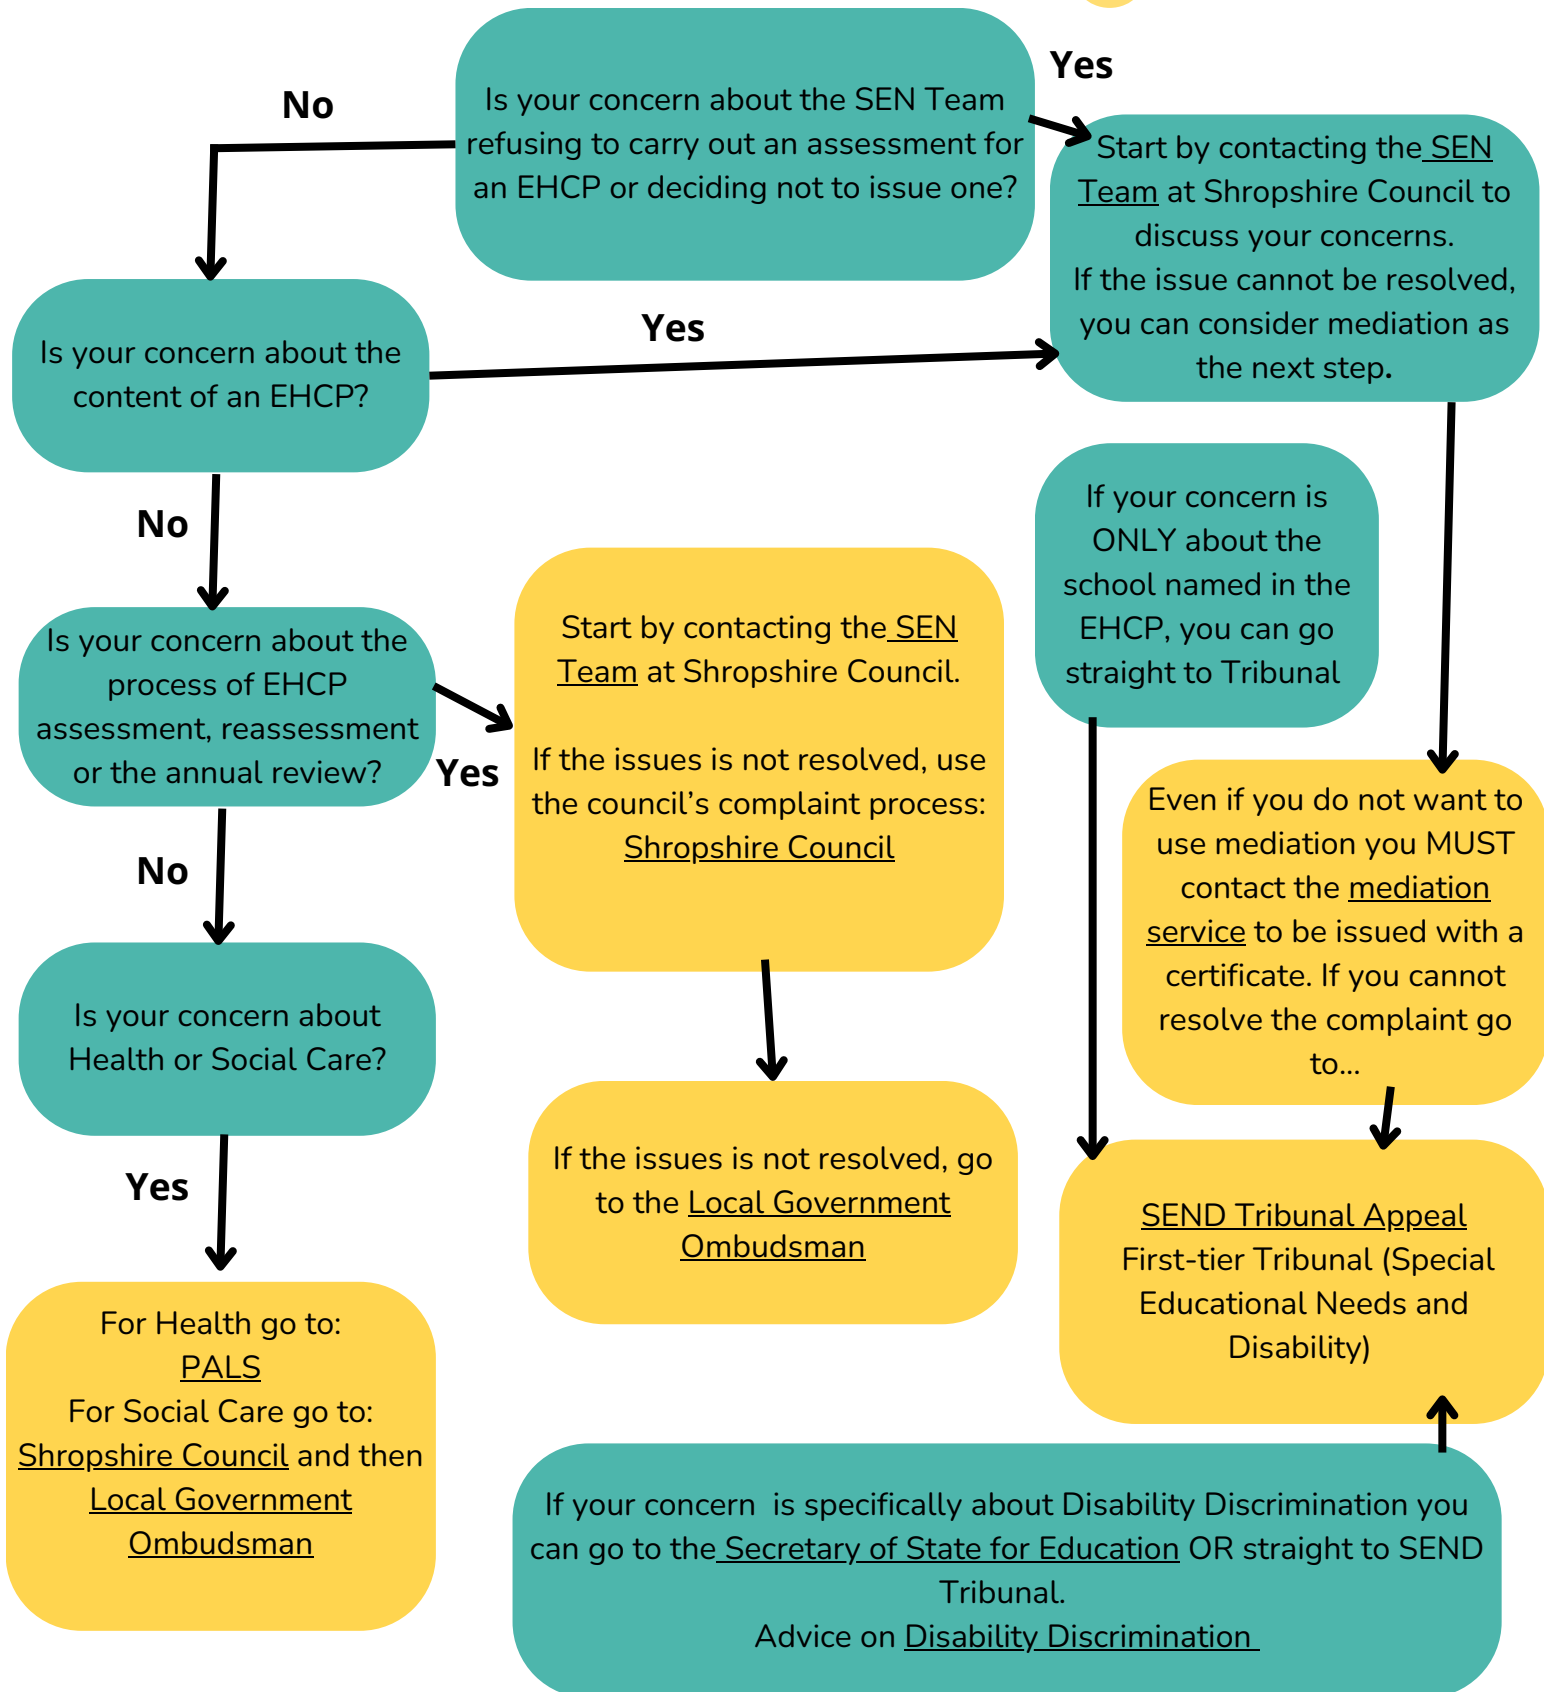 No
Is your concern about the SEN Team
refusing to carry out an assessment for
an EHCP or deciding not to issue one?
Yes
Start by contacting the SEN
Team at Shropshire Council to
discuss your concerns.
If the issue cannot be resolved,
you can consider mediation as
the next step.
Is your concern about the
content of an EHCP?
Yes
No
If your concern is
ONLY about the
school named in the
EHCP, you can go
straight to Tribunal
Is your concern about the
process of EHCP
assessment, reassessment
or the annual review?
Yes
Start by contacting the SEN
Team at Shropshire Council.
If the issues is not resolved, use
the council's complaint process:
Shropshire Council
Even if you do not want to
use mediation you MUST
contact the mediation
service to be issued with a
certificate. If you cannot
resolve the complaint go
to...
No
Is your concern about
Health or Social Care?
If the issues is not resolved, go
to the Local Government
Ombudsman
SEND Tribunal Appeal
First-tier Tribunal (Special
Educational Needs and
Disability)
Yes
For Health go to:
PALS
For Social Care go to:
Shropshire Council and then
Local Government
Ombudsman
If your concern  is specifically about Disability Discrimination you
can go to the Secretary of State for Education OR straight to SEND
Tribunal.
Advice on Disability Discrimination